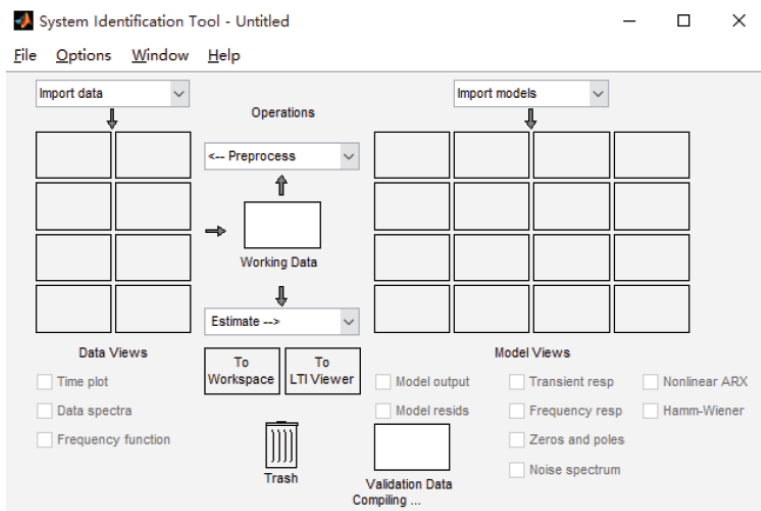 System Identification Tool - Untitled
File Options Window Help
Import data
Import models
Operations
<-- Preprocess
Working Data
Estimate -->
Data Views
To Workspace
To LTI Viewer
Model Views
Time plot
Data spectra
Frequency function
Model output
Model resids
Transient resp
Frequency resp
Zeros and poles
Noise spectrum
Nonlinear ARX
Hamm-Wiener
Trash
Validation Data
Compiling ...